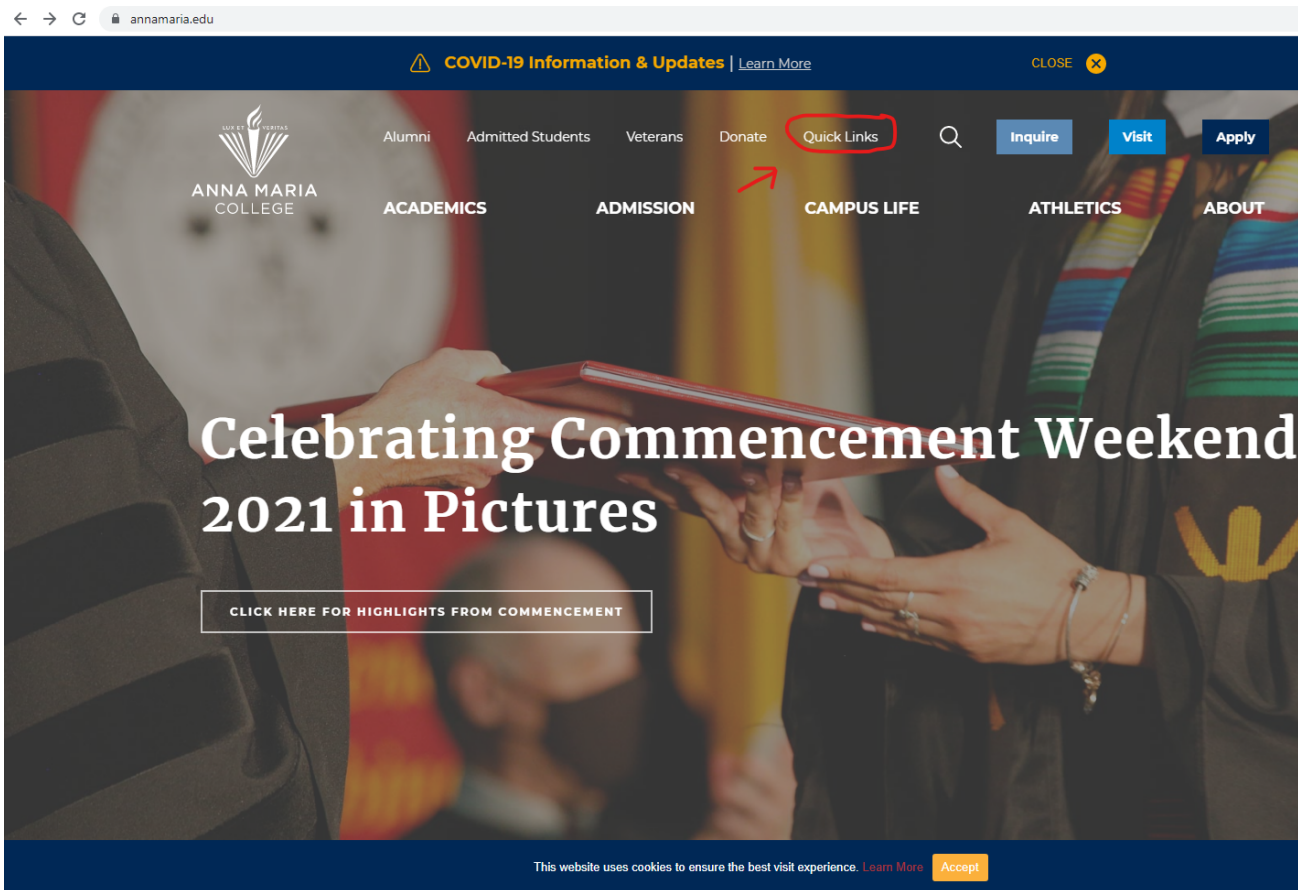 annamaria.edu
COVID-19 Information & Updates | Learn More
CLOSE
LUX ET VERITAS
ANNA MARIA
COLLEGE
Alumni Admitted Students Veterans Donate Quick Links
Inquire Visit Apply
ACADEMICS ADMISSION CAMPUS LIFE ATHLETICS ABOUT
Celebrating Commencement Weekend
2021 in Pictures
CLICK HERE FOR HIGHLIGHTS FROM COMMENCEMENT
This website uses cookies to ensure the best visit experience. Learn More Accept